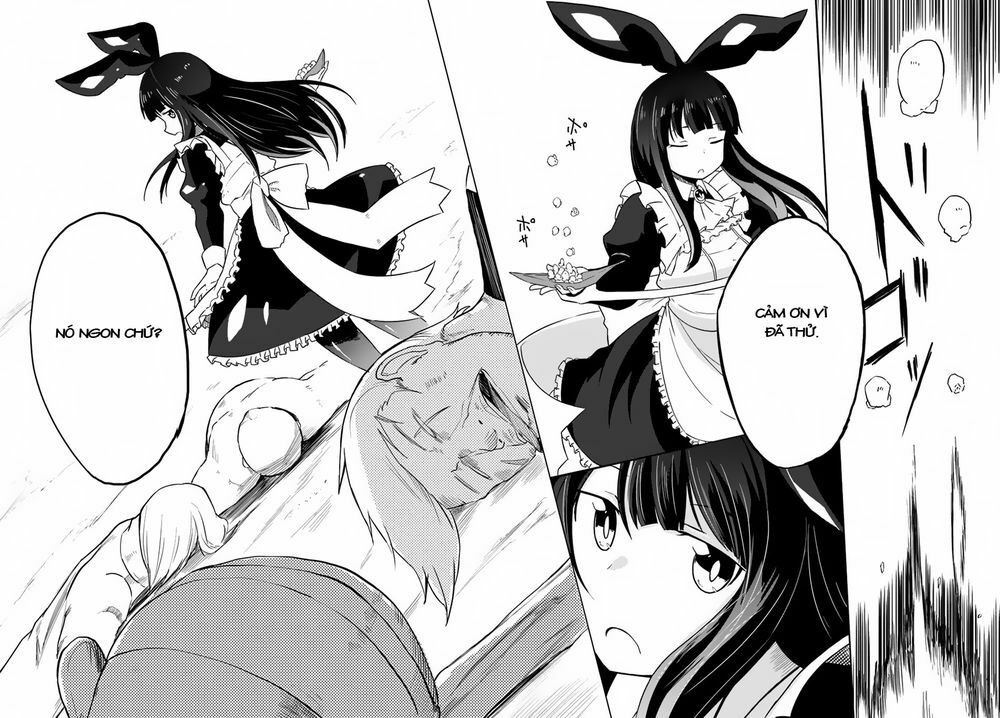 CẢM ƠN VÌ
ĐÃ THỬ.
ポ
サ
ポ
サ
NÓ NGON CHỨ?